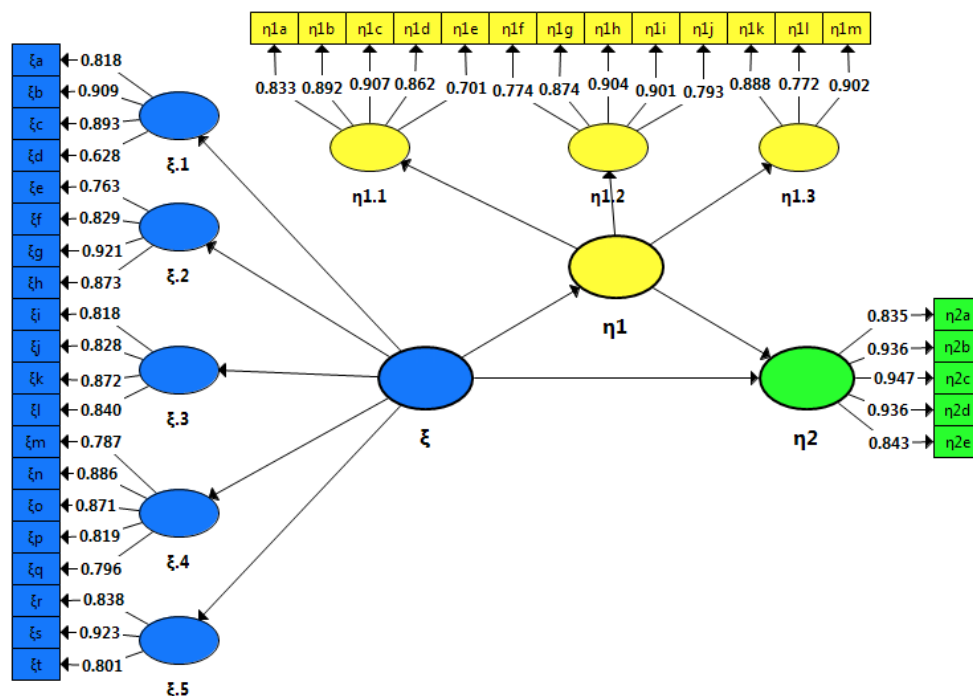 η1a η1b η1c η1d η1e η1f η1g η1h η1i η1j η1k η1l η1m
0.833 0.892 0.907 0.862 0.701 0.774 0.874 0.904 0.901 0.793 0.888 0.772 0.902
η1.1 η1.2 η1.3
ξa 0.818
ξb 0.909
ξc 0.893
ξd 0.628
ξ.1
ξe 0.763
ξf 0.829
ξg 0.921
ξh 0.873
ξ.2
ξi 0.818
ξj 0.828
ξk 0.872
ξl 0.840
ξ.3
ξm 0.787
ξn 0.886
ξo 0.871
ξp 0.819
ξq 0.796
ξ.4
ξr 0.838
ξs 0.923
ξt 0.801
ξ.5
η1
ξ
η2
0.835 η2a
0.936 η2b
0.947 η2c
0.936 η2d
0.843 η2e